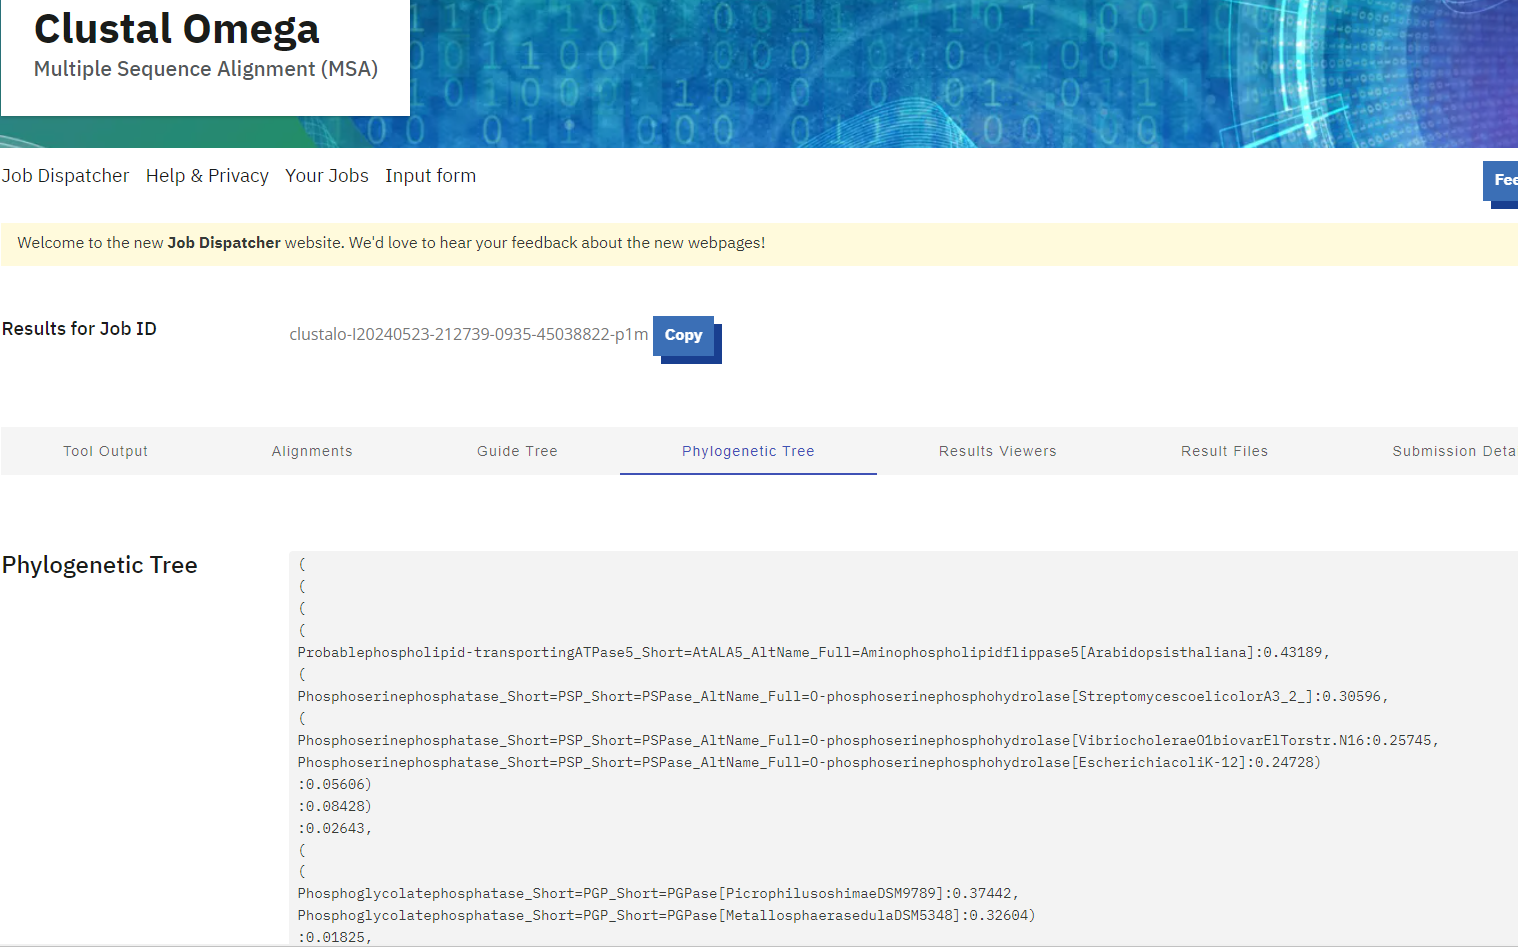 Clustal Omega
Multiple Sequence Alignment (MSA)
Job Dispatcher Help & Privacy Your Jobs Input form
Fee
Welcome to the new Job Dispatcher website. We'd love to hear your feedback about the new webpages!
Results for Job ID
clustalo-I20240523-212739-0935-45038822-p1m
Copy
Tool Output Alignments Guide Tree Phylogenetic Tree Results Viewers Result Files Submission Deta
Phylogenetic Tree
(
(
(
(
Probablephospholipid-transportingATPase5_Short=AtALA5_AltName_Full=Aminophospholipidflippase5[Arabidopsisthaliana]:0.43189,
(
Phosphoserinephosphatase_Short=PSP_Short=PSPase_AltName_Full=O-phosphoserinephosphohydrolase[StreptomycescoelicolorA3_2_]:0.30596,
(
Phosphoserinephosphatase_Short=PSP_Short=PSPase_AltName_Full=O-phosphoserinephosphohydrolase[VibriocholeraeO1biovarElTorstr.N16:0.25745,
Phosphoserinephosphatase_Short=PSP_Short=PSPase_AltName_Full=O-phosphoserinephosphohydrolase[EscherichiacoliK-12]:0.24728)
:0.05606)
:0.08428)
:0.02643,
(
(
Phosphoglycolatephosphatase_Short=PGP_Short=PGPase[PicrophilusoshimaeDSM9789]:0.37442,
Phosphoglycolatephosphatase_Short=PGP_Short=PGPase[MetallosphaerasedulaDSM5348]:0.32604)
:0.01825,